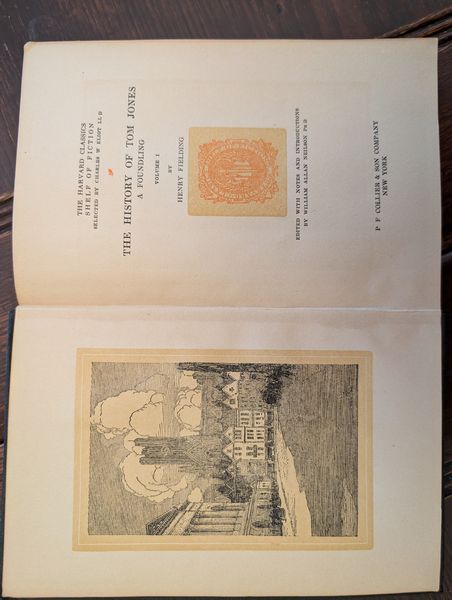 THE HARVARD CLASSICS
SHELF OF FICTION
SELECTED BY CHARLES W ELIOT LL D
THE HISTORY OF TOM JONES
A FOUNDLING
VOLUME I
BY
HENRY FIELDING
EDITED WITH NOTES AND INTRODUCTIONS
BY WILLIAM ALLAN NEILSON PH D
P F COLLIER & SON COMPANY
NEW YORK